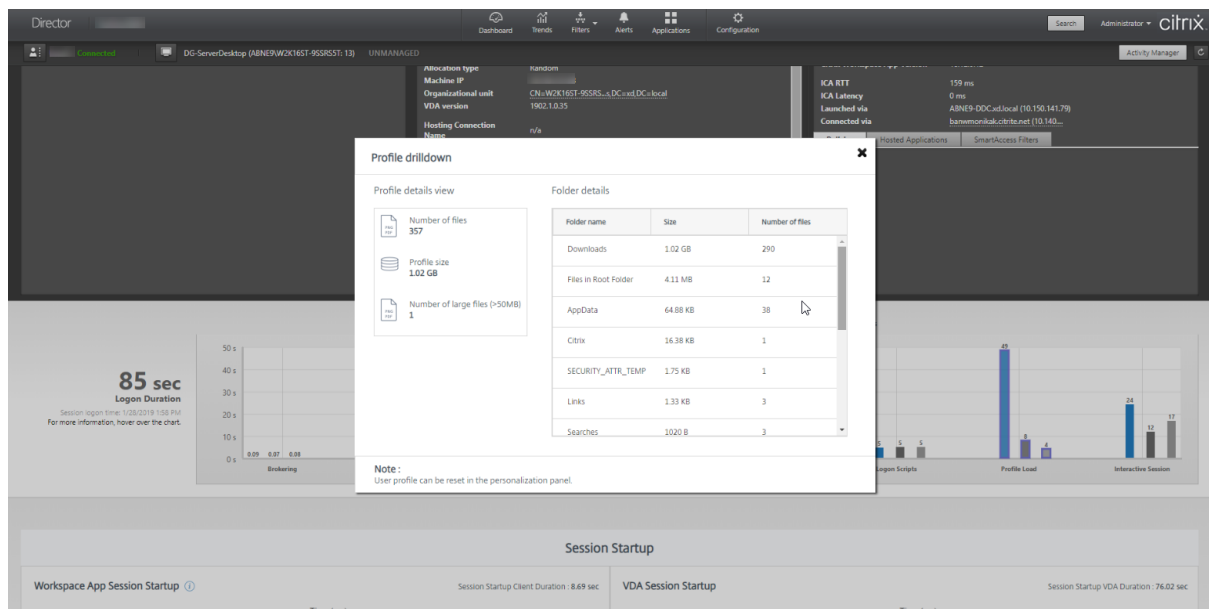 Director
Dashboard
Trends
Filters
Alerts
Applications
Configuration
Search
Administrator
citrix
Connected
DG-ServerDesktop (ABNE9\W2K16ST-9SSRS5T: 13)
UNMANAGED
Activity Manager
Allocation type Random
Machine IP
Organizational unit CN=W2K16ST-9SSRS...s,DC=xd,DC=local
VDA version 1902.1.0.35
Hosting Connection
Name n/a
ICA RTT 159 ms
ICA Latency 0 ms
Launched via ABNE9-DDC.xd.local (10.150.141.79)
Connected via banwmonikak.citrite.net (10.140....
Hosted Applications
SmartAccess Filters
Profile drilldown
Profile details view
Number of files
357
Profile size
1.02 GB
Number of large files (>50MB)
1
Folder details
Folder name Size Number of files
Downloads 1.02 GB 290
Files in Root Folder 4.11 MB 12
AppData 64.88 KB 38
Citrix 16.38 KB 1
SECURITY_ATTR_TEMP 1.75 KB 1
Links 1.33 KB 3
Searches 1020 B 3
Note :
User profile can be reset in the personalization panel.
85 sec
Logon Duration
Session logon time: 1/28/2019 1:58 PM
For more information, hover over the chart.
50 s
40 s
30 s
20 s
10 s
0 s
0.09 0.07 0.08
Brokering
5 5 5
Logon Scripts
49 8 4
Profile Load
24 12 17
Interactive Session
Session Startup
Workspace App Session Startup
Session Startup Client Duration : 8.69 sec
VDA Session Startup
Session Startup VDA Duration : 76.02 sec